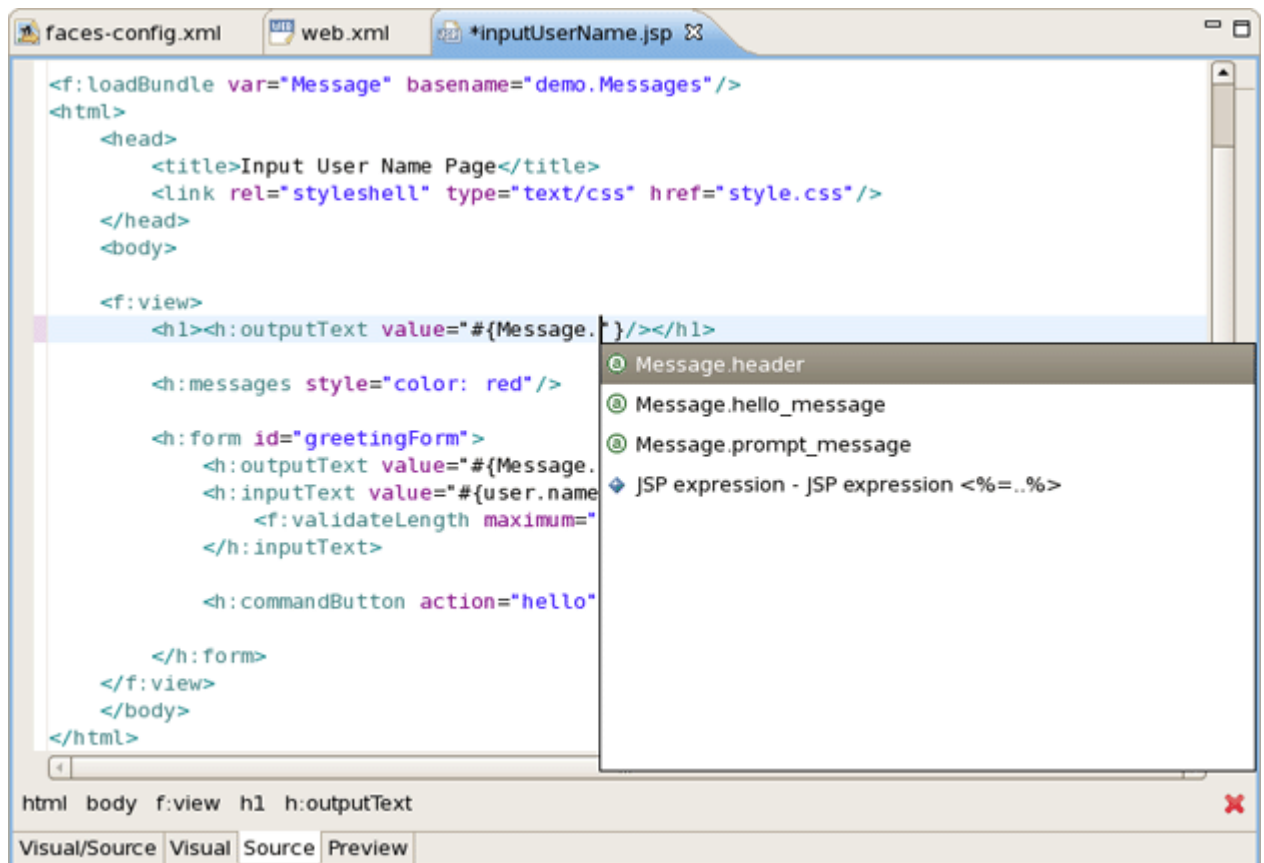 faces-config.xml web.xml *inputUserName.jsp
<f:loadBundle var="Message" basename="demo.Messages"/>
<html>
<head>
<title>Input User Name Page</title>
<link rel="styleshell" type="text/css" href="style.css"/>
</head>
<body>
<f:view>
<h1><h:outputText value="#{Message."}/></h1>
Message.header
Message.hello_message
Message.prompt_message
JSP expression - JSP expression <%=..%>
<h:messages style="color: red"/>
<h:form id="greetingForm">
<h:outputText value="#{Message.
<h:inputText value="#{user.name
<f:validateLength maximum="
</h:inputText>
<h:commandButton action="hello"
</h:form>
</f:view>
</body>
</html>
html body f:view h1 h:outputText
Visual/Source Visual Source Preview